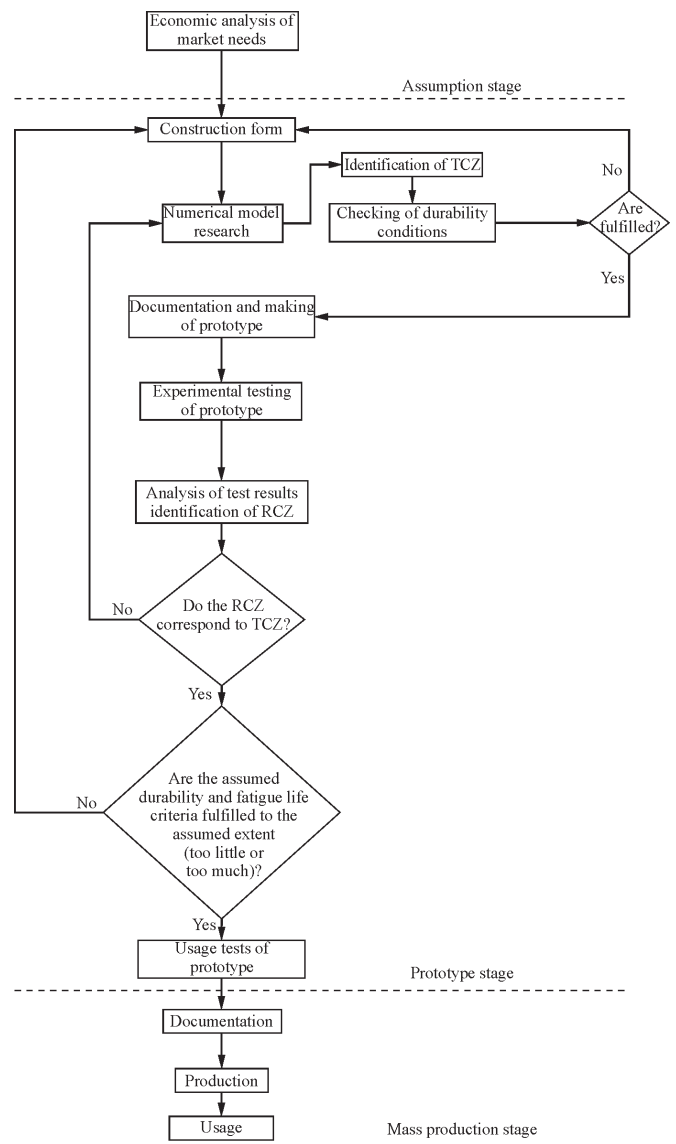 Economic analysis of
market needs
Assumption stage
Construction form
Identification of TCZ
No
Numerical model
research
Checking of durability
conditions
Are
fulfilled?
Yes
Documentation and making
of prototype
Experimental testing
of prototype
Analysis of test results
identification of RCZ
No
Do the RCZ
correspond to TCZ?
Yes
No
Are the assumed
durability and fatigue life
criteria fulfilled to the
assumed extent
(too little or
too much)?
Yes
Usage tests of
prototype
Prototype stage
Documentation
Production
Usage
Mass production stage